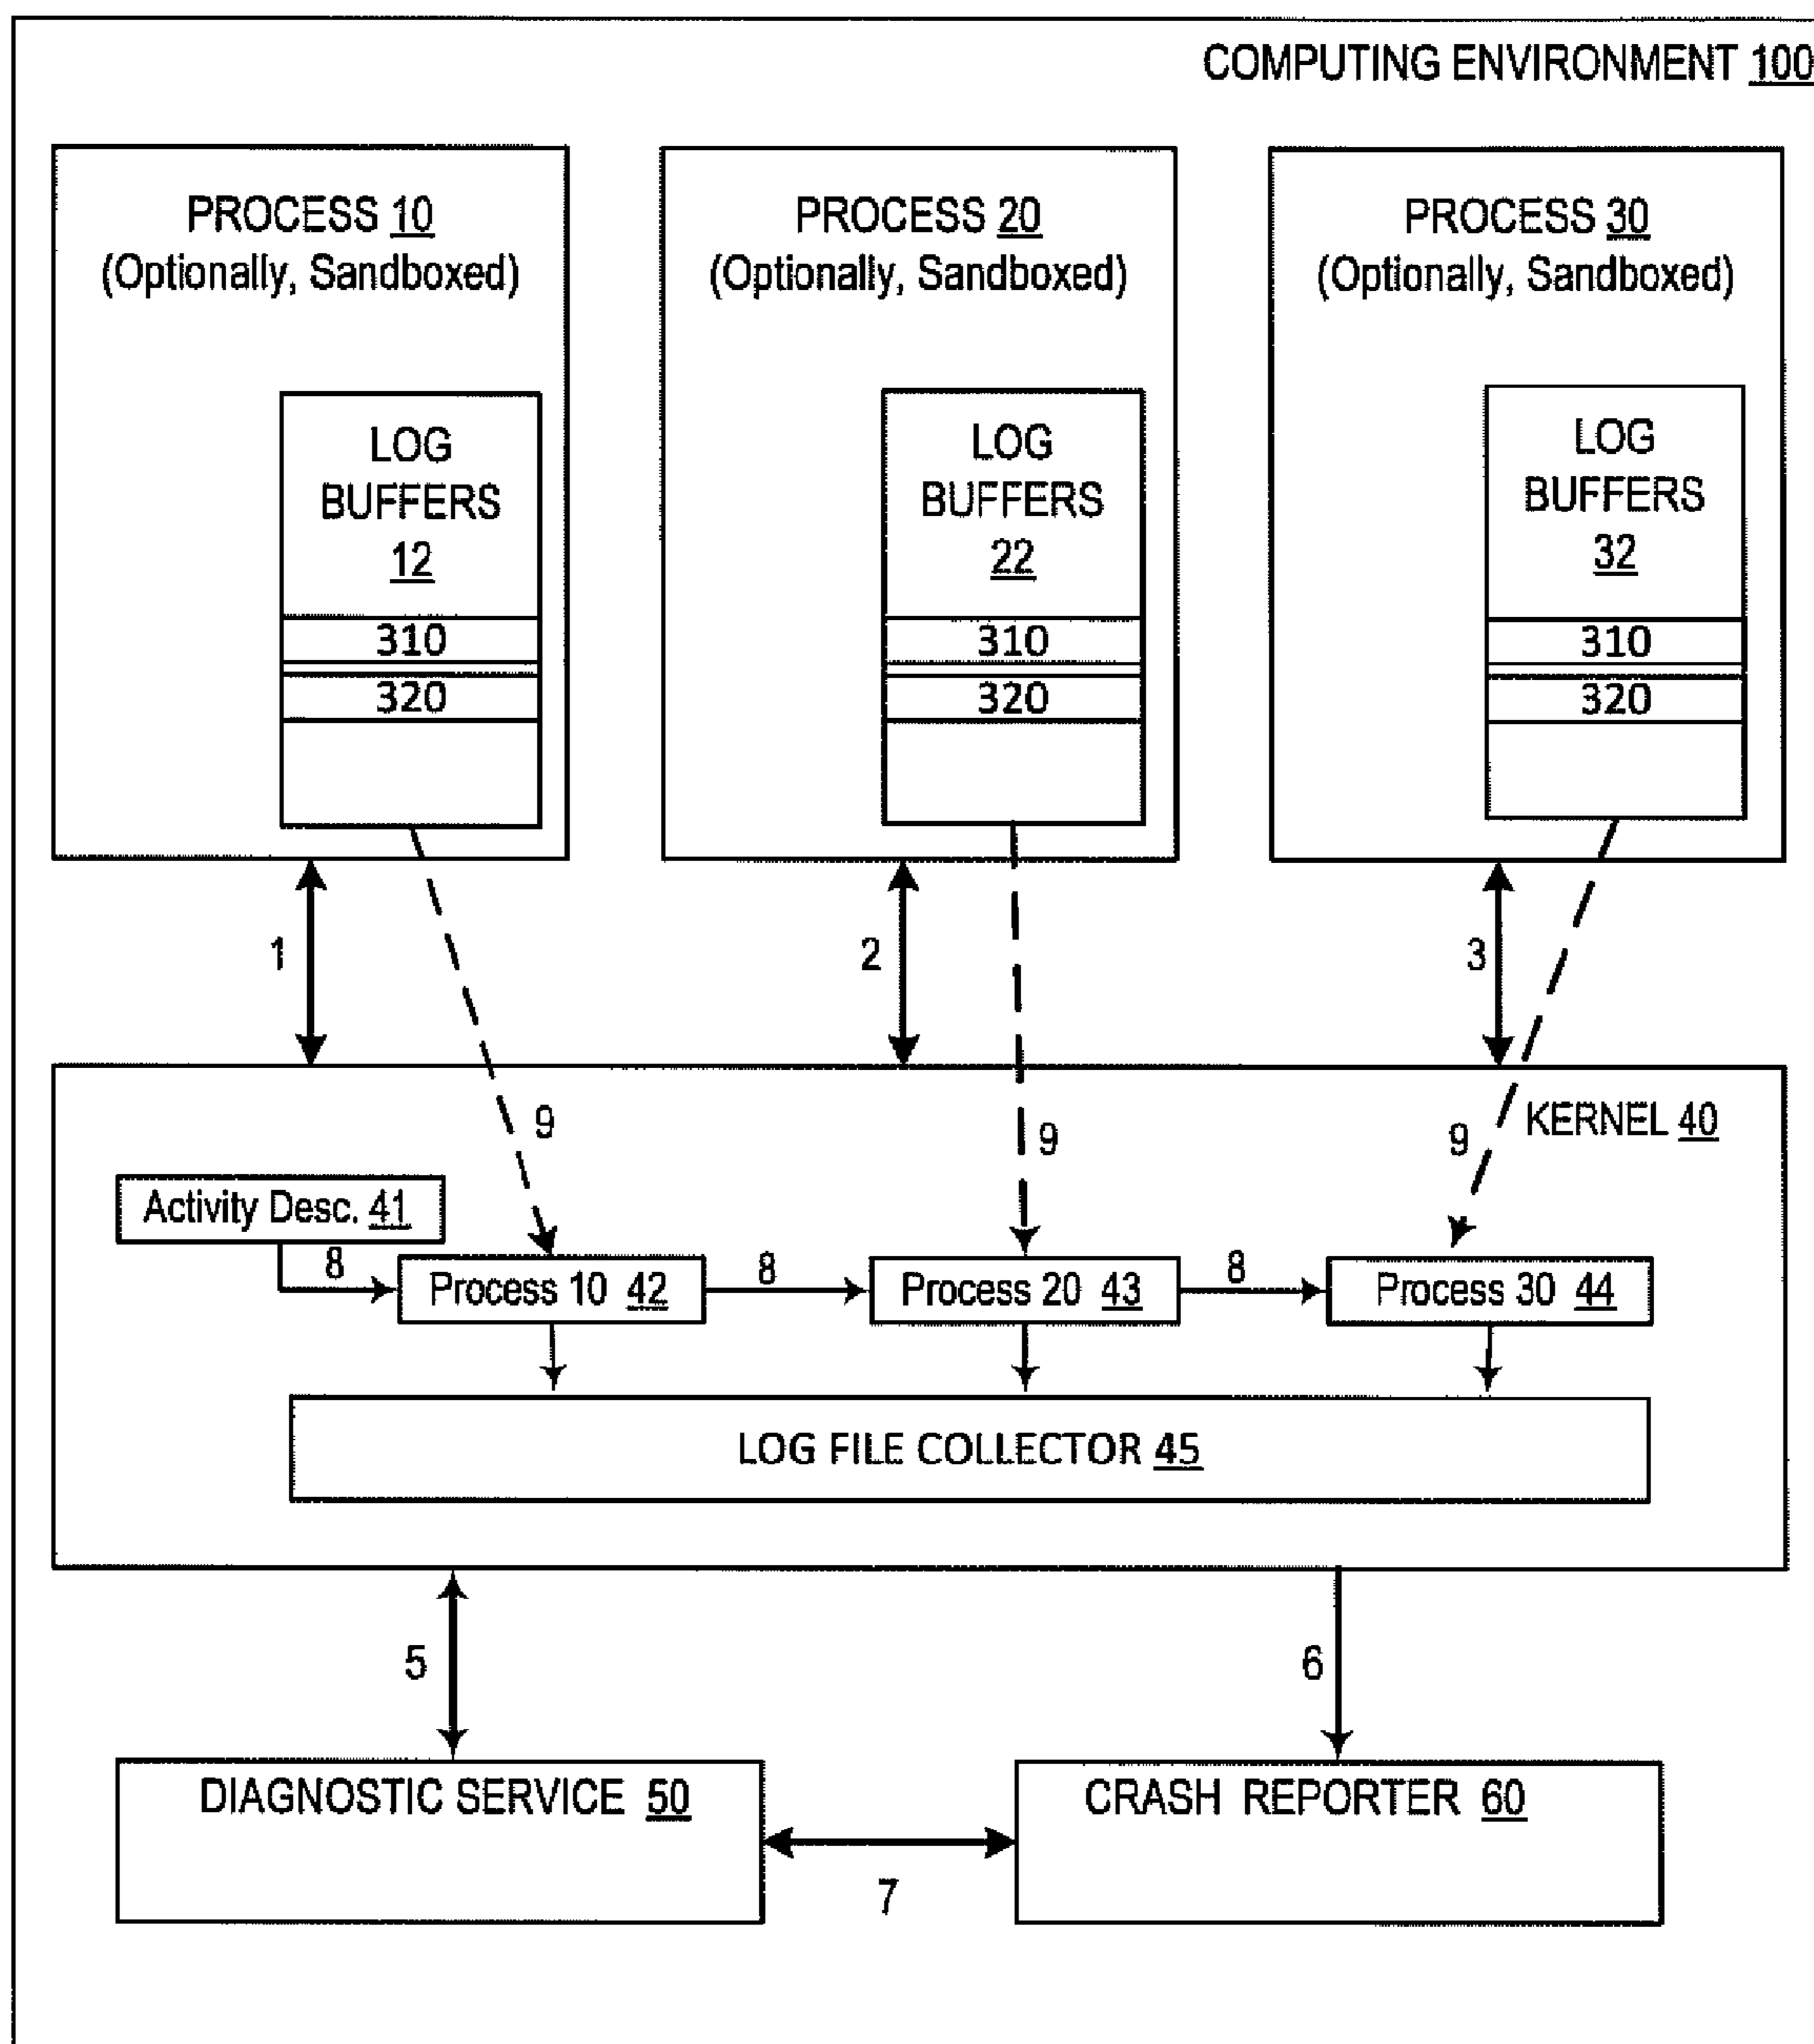 COMPUTING ENVIRONMENT 100
PROCESS 10
(Optionally, Sandboxed)
LOG
BUFFERS
12
310
320
PROCESS 20
(Optionally, Sandboxed)
LOG
BUFFERS
22
310
320
PROCESS 30
(Optionally, Sandboxed)
LOG
BUFFERS
32
310
320
1
2
3
KERNEL 40
9
9
9
Activity Desc. 41
8
Process 10 42
8
Process 20 43
8
Process 30 44
LOG FILE COLLECTOR 45
5
6
DIAGNOSTIC SERVICE 50
CRASH REPORTER 60
7